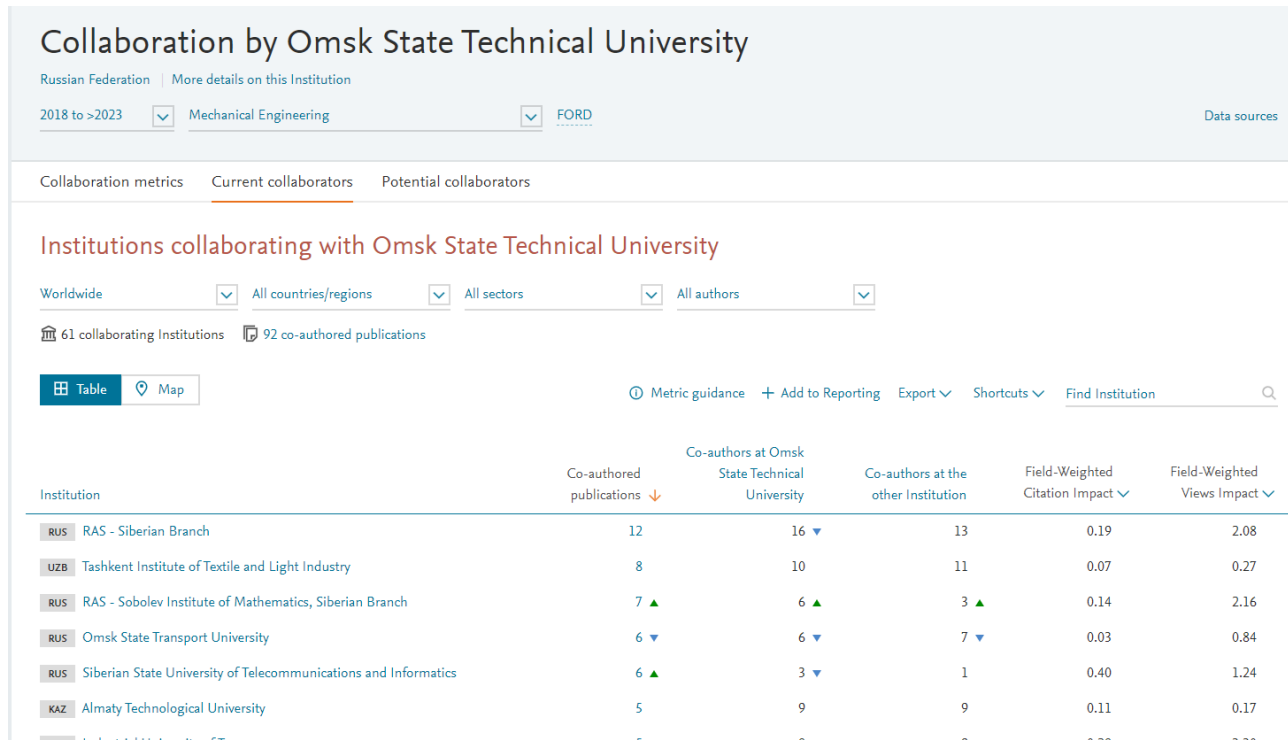 Collaboration by Omsk State Technical University
Russian Federation | More details on this Institution
2018 to >2023 Mechanical Engineering FORD Data sources
Collaboration metrics Current collaborators Potential collaborators
Institutions collaborating with Omsk State Technical University
Worldwide All countries/regions All sectors All authors
61 collaborating Institutions 92 co-authored publications
Table Map
Metric guidance + Add to Reporting Export Shortcuts Find Institution
Institution Co-authored publications Co-authors at Omsk State Technical University Co-authors at the other Institution Field-Weighted Citation Impact Field-Weighted Views Impact
RUS RAS - Siberian Branch 12 16 13 0.19 2.08
UZB Tashkent Institute of Textile and Light Industry 8 10 11 0.07 0.27
RUS RAS - Sobolev Institute of Mathematics, Siberian Branch 7 6 3 0.14 2.16
RUS Omsk State Transport University 6 6 7 0.03 0.84
RUS Siberian State University of Telecommunications and Informatics 6 3 1 0.40 1.24
KAZ Almaty Technological University 5 9 9 0.11 0.17